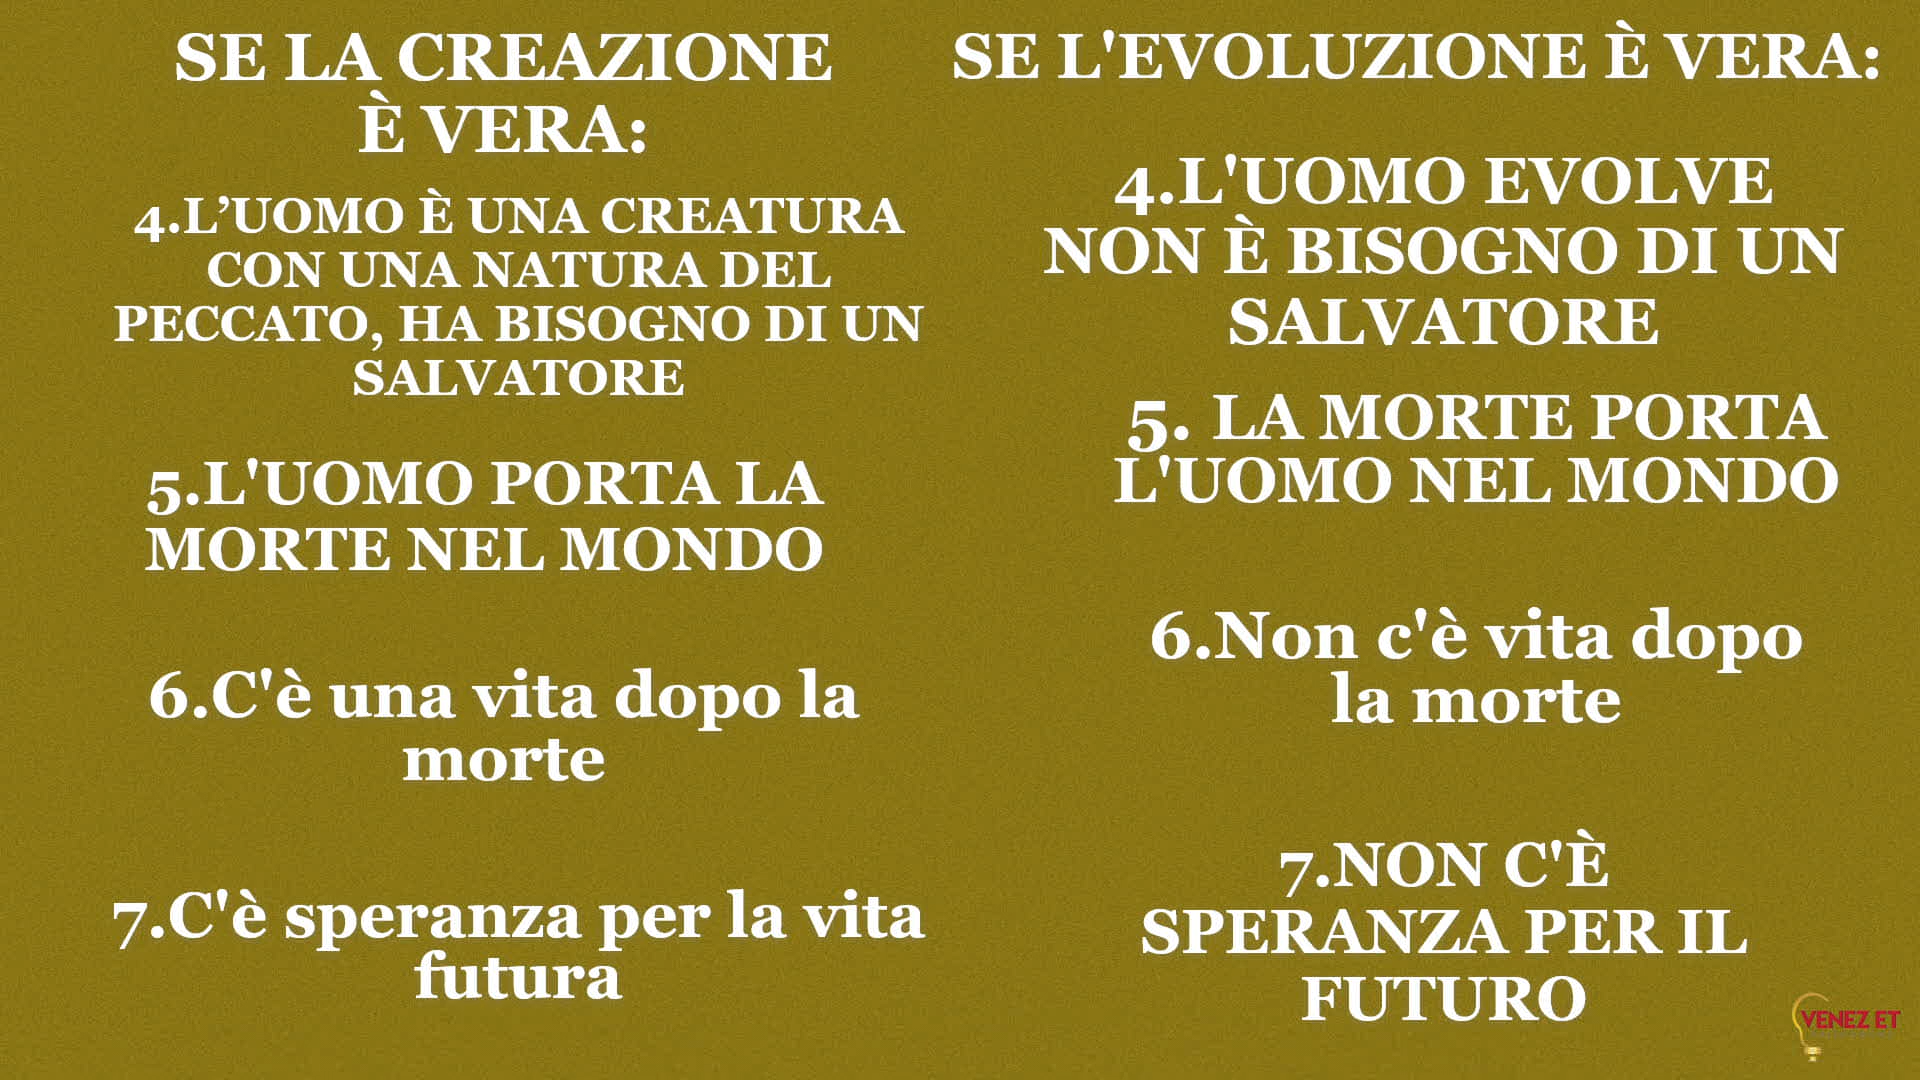 SE LA CREAZIONE
È VERA:
4.L’UOMO È UNA CREATURA
CON UNA NATURA DEL
PECCATO, HA BISOGNO DI UN
SALVATORE
5.L'UOMO PORTA LA
MORTE NEL MONDO
6.C'è una vita dopo la
morte
7.C'è speranza per la vita
futura
SE L'EVOLUZIONE È VERA:
4.L'UOMO EVOLVE
NON È BISOGNO DI UN
SALVATORE
5. LA MORTE PORTA
L'UOMO NEL MONDO
6.Non c'è vita dopo
la morte
7.NON C'È
SPERANZA PER IL
FUTURO
VENEZ ET